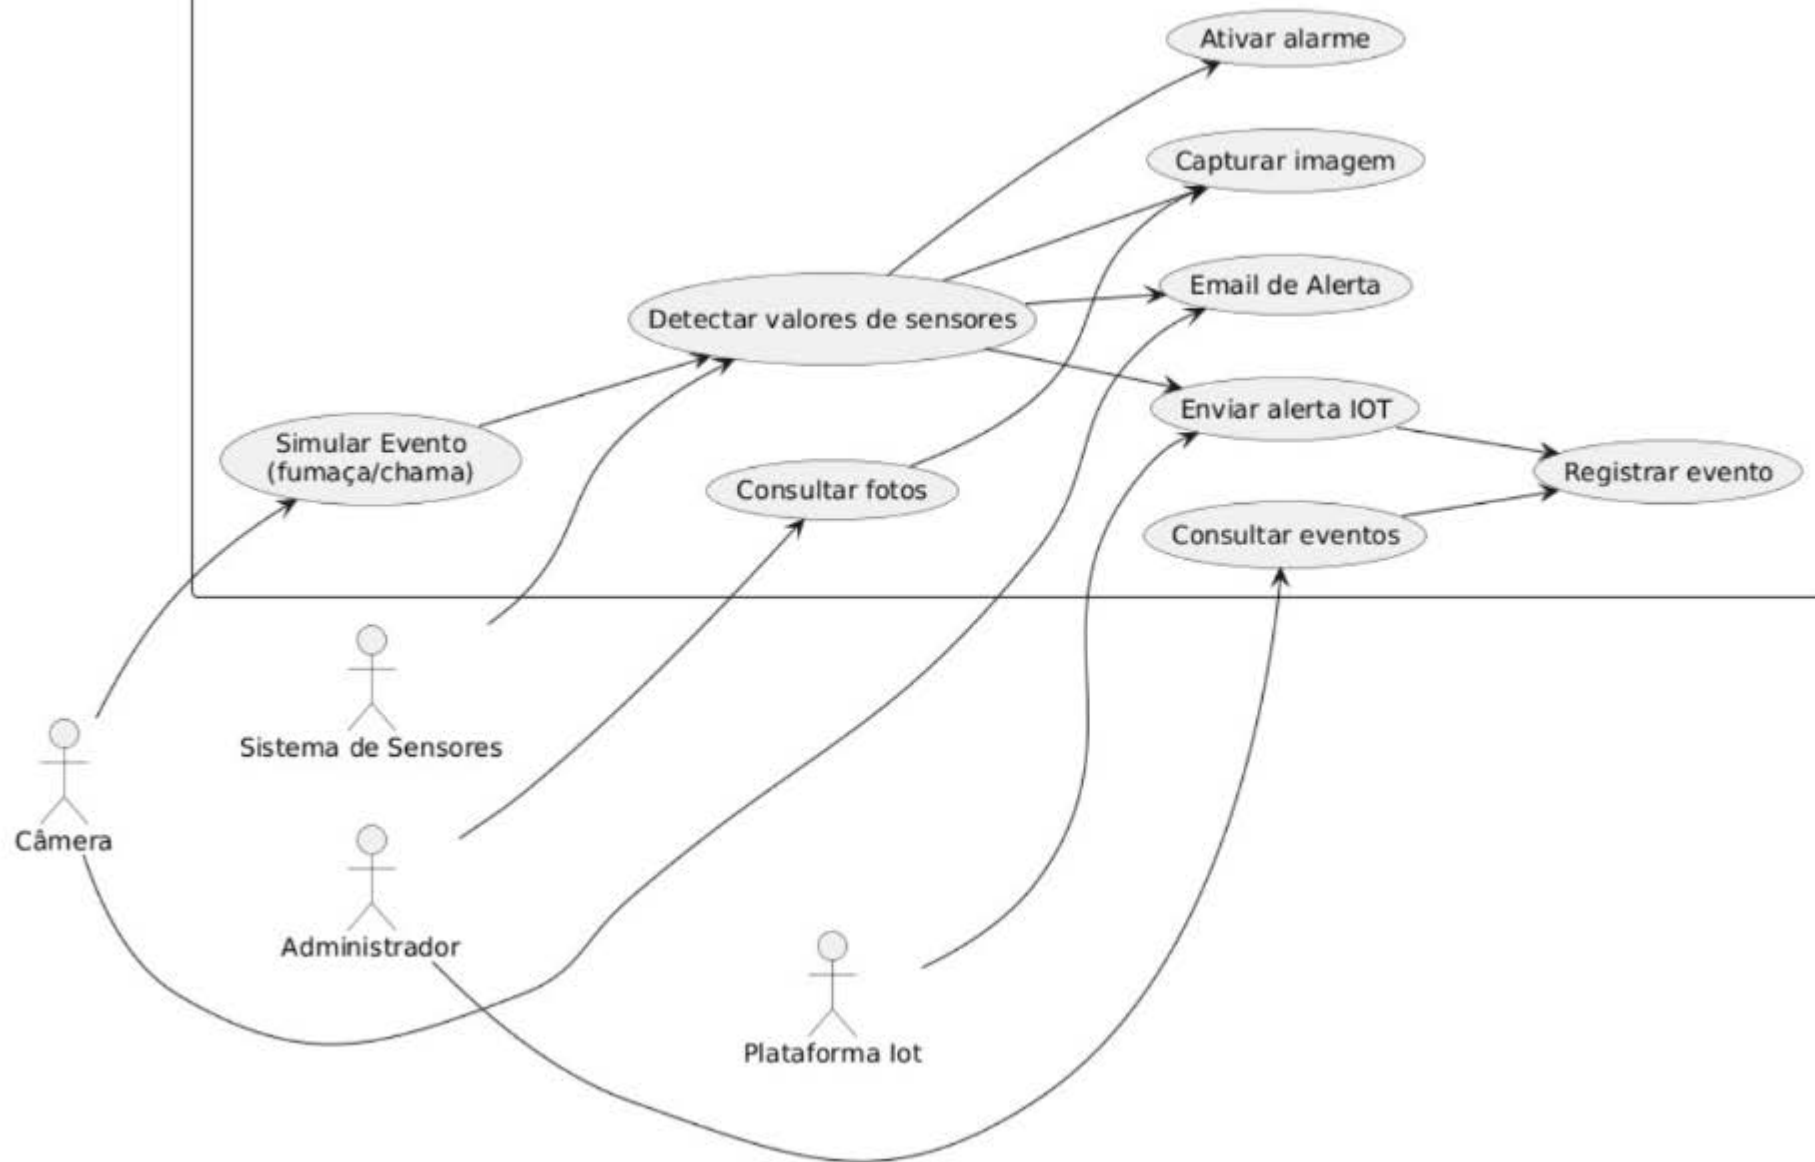 Ativar alarme
Capturar imagem
Email de Alerta
Detectar valores de sensores
Enviar alerta IOT
Simular Evento
(fumaça/chama)
Consultar fotos
Registrar evento
Consultar eventos
Sistema de Sensores
Câmera
Administrador
Plataforma Iot